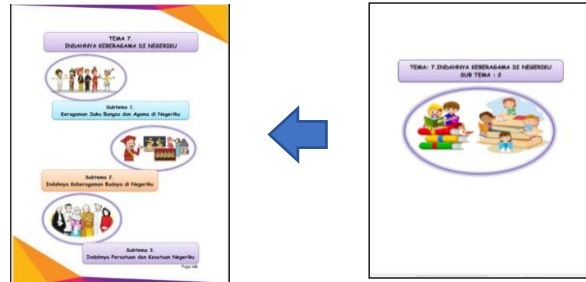 TEMA 7.
INDAHNYA KEBERAGAMA DI NEGERIKU
Subtema 1.
Keragaman Suku Bangsa dan Agama di Negeriku
Subtema 2.
Indahnya Keberagaman Budaya di Negeriku
Subtema 3.
Indahnya Persatuan dan Kesatuan Negeriku
TEMA: 7.INDAHNYA KEBERAGAMA DI NEGERIKU
SUB TEMA : 2